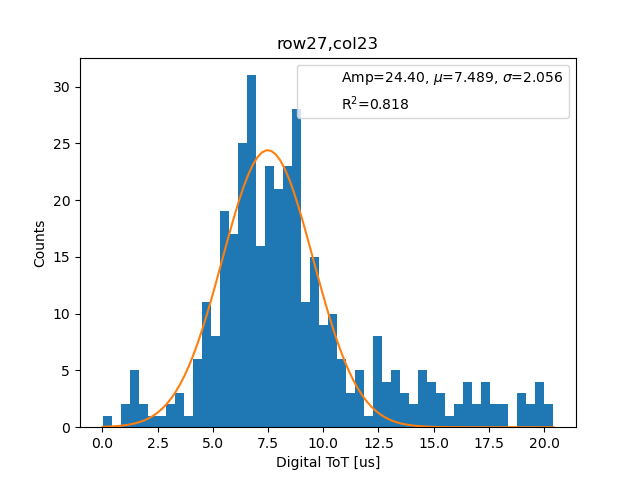 row27,col23
Amp=24.40, μ=7.489, σ=2.056
R²=0.818
30
25
20
15
10
5
0
Counts
0.0 2.5 5.0 7.5 10.0 12.5 15.0 17.5 20.0
Digital ToT [us]